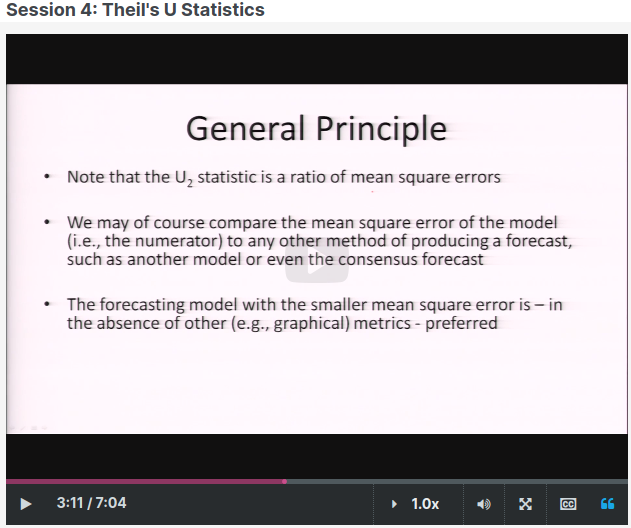 Session 4: Theil's U Statistics
General Principle
• Note that the U₂ statistic is a ratio of mean square errors
• We may of course compare the mean square error of the model
(i.e., the numerator) to any other method of producing a forecast,
such as another model or even the consensus forecast
• The forecasting model with the smaller mean square error is – in
the absence of other (e.g., graphical) metrics - preferred
3:11 / 7:04
1.0x
CC